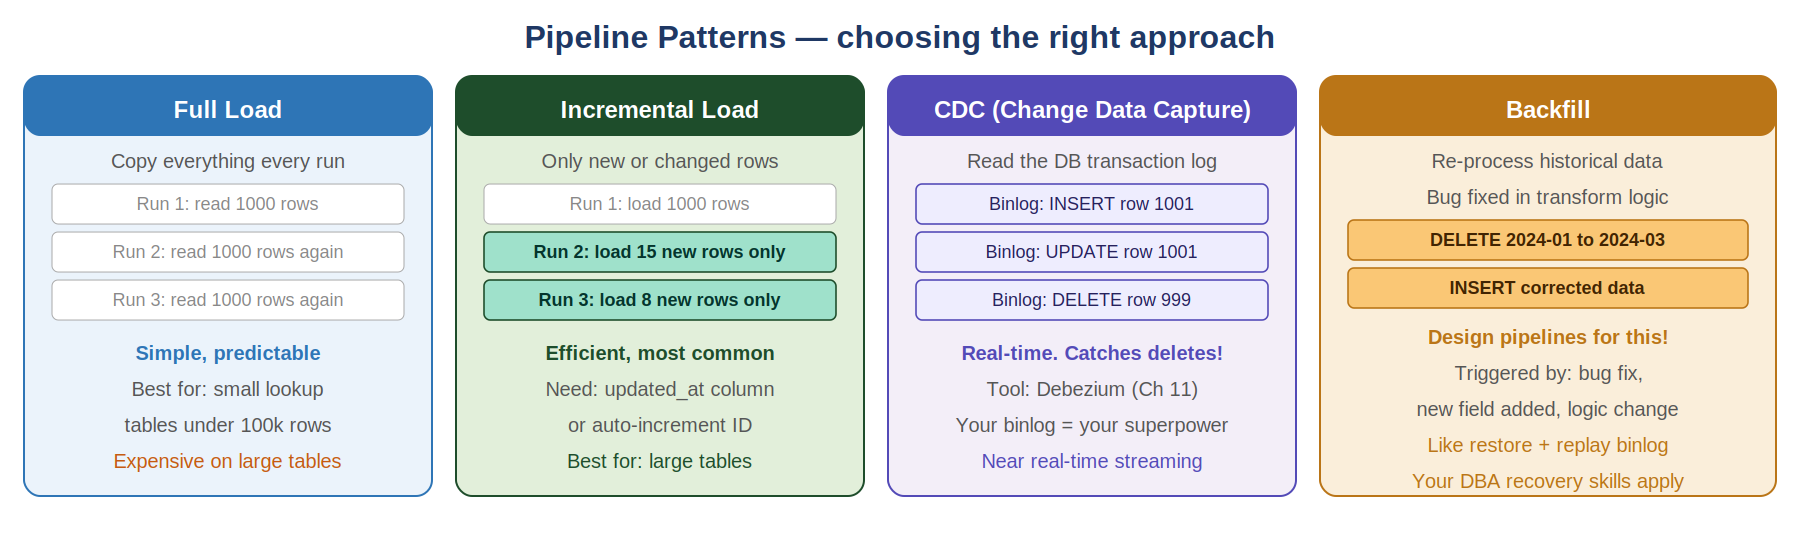 Pipeline Patterns — choosing the right approach
Full Load
Copy everything every run
Run 1: read 1000 rows
Run 2: read 1000 rows again
Run 3: read 1000 rows again
Simple, predictable
Best for: small lookup
tables under 100k rows
Expensive on large tables
Incremental Load
Only new or changed rows
Run 1: load 1000 rows
Run 2: load 15 new rows only
Run 3: load 8 new rows only
Efficient, most common
Need: updated_at column
or auto-increment ID
Best for: large tables
CDC (Change Data Capture)
Read the DB transaction log
Binlog: INSERT row 1001
Binlog: UPDATE row 1001
Binlog: DELETE row 999
Real-time. Catches deletes!
Tool: Debezium (Ch 11)
Your binlog = your superpower
Near real-time streaming
Backfill
Re-process historical data
Bug fixed in transform logic
DELETE 2024-01 to 2024-03
INSERT corrected data
Design pipelines for this!
Triggered by: bug fix,
new field added, logic change
Like restore + replay binlog
Your DBA recovery skills apply